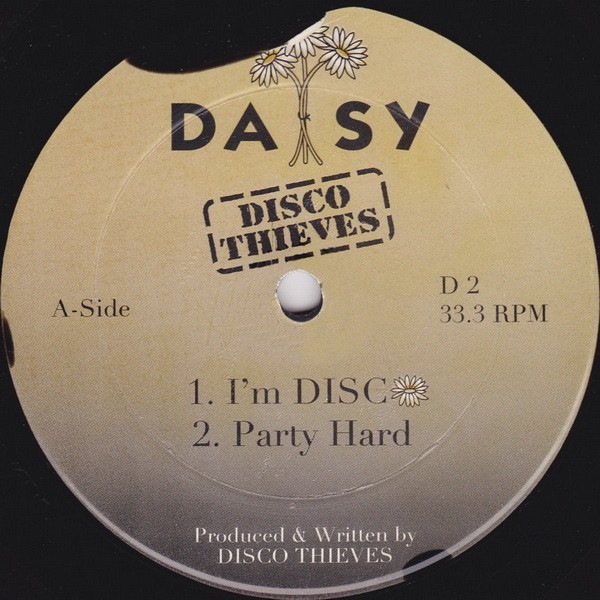 DAISY
DISCO
THIEVES
A-Side
D 2
33.3 RPM
1. I'm DISCO
2. Party Hard
Produced & Written by
DISCO THIEVES